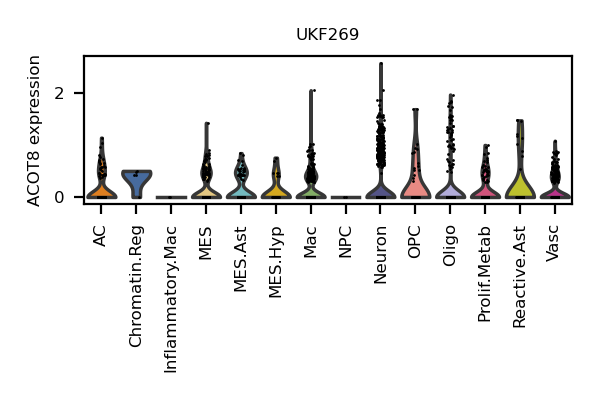 UKF269
ACOT8 expression
2
0
AC
Chromatin.Reg
Inflammatory.Mac
MES
MES.Ast
MES.Hyp
Mac
NPC
Neuron
OPC
Oligo
Prolif.Metab
Reactive.Ast
Vasc